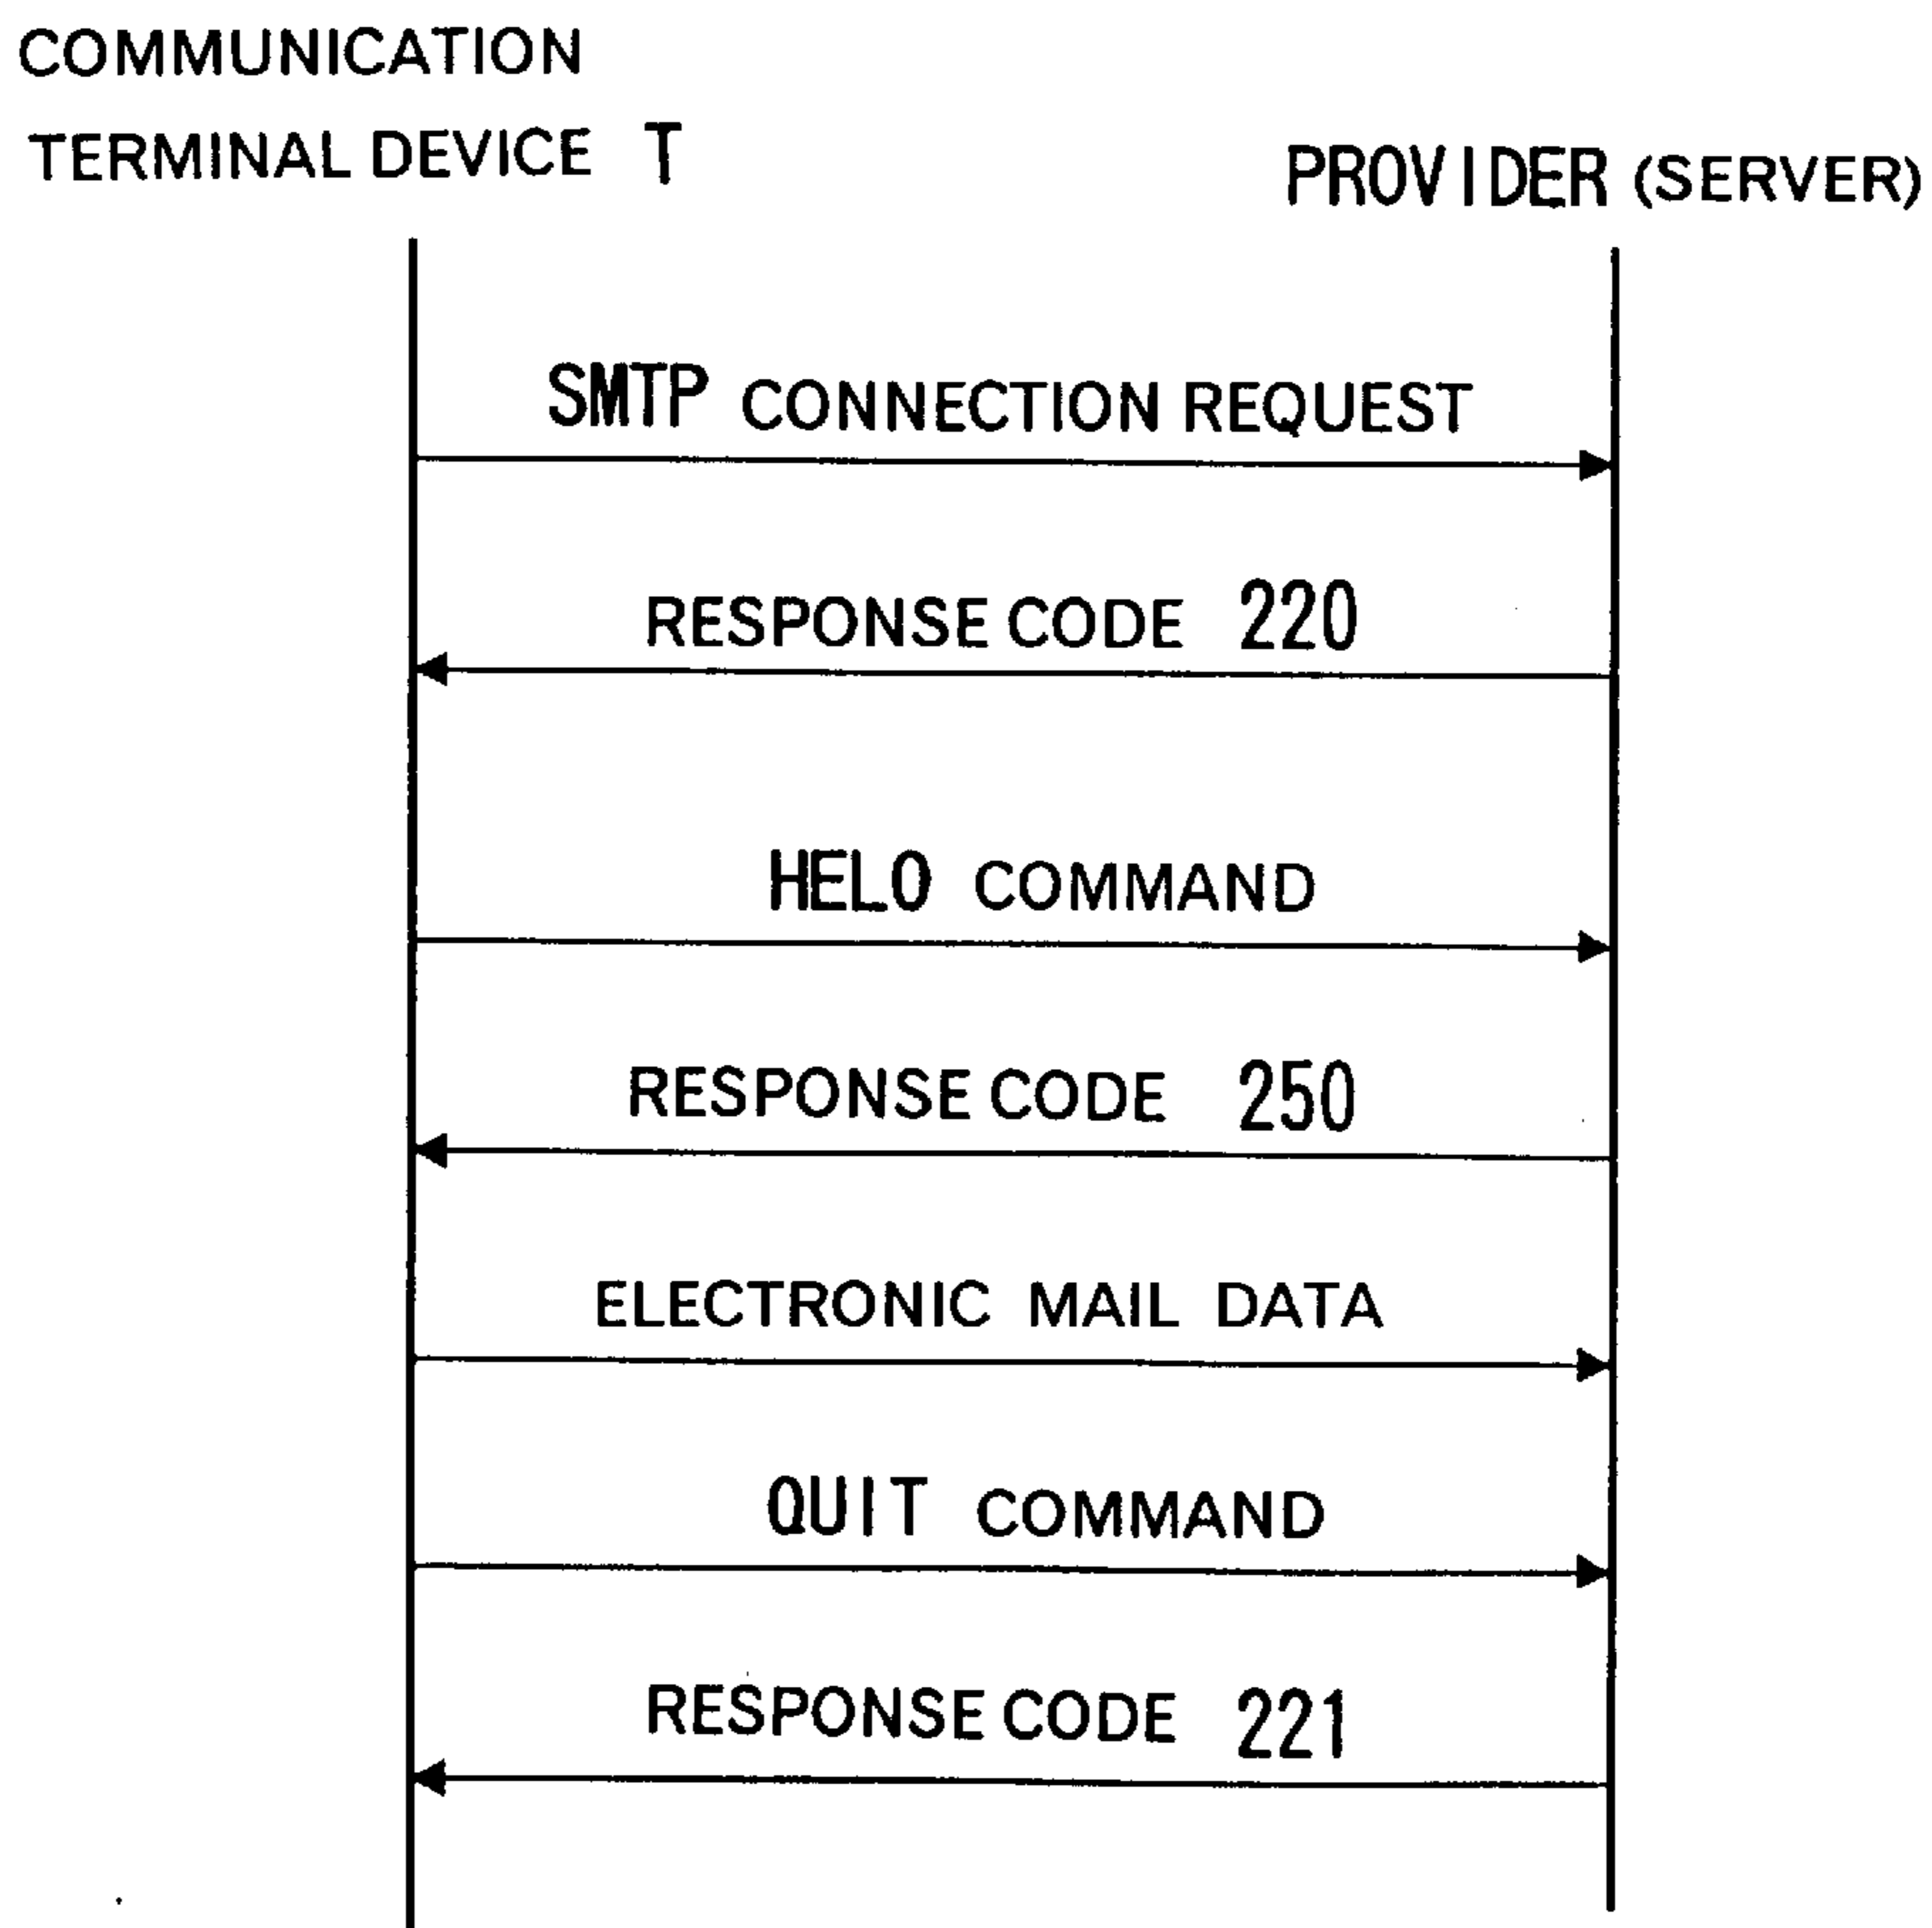 COMMUNICATION
TERMINAL DEVICE T
PROVIDER (SERVER)
SMTP CONNECTION REQUEST
RESPONSE CODE 220
HELO COMMAND
RESPONSE CODE 250
ELECTRONIC MAIL DATA
QUIT COMMAND
RESPONSE CODE 221